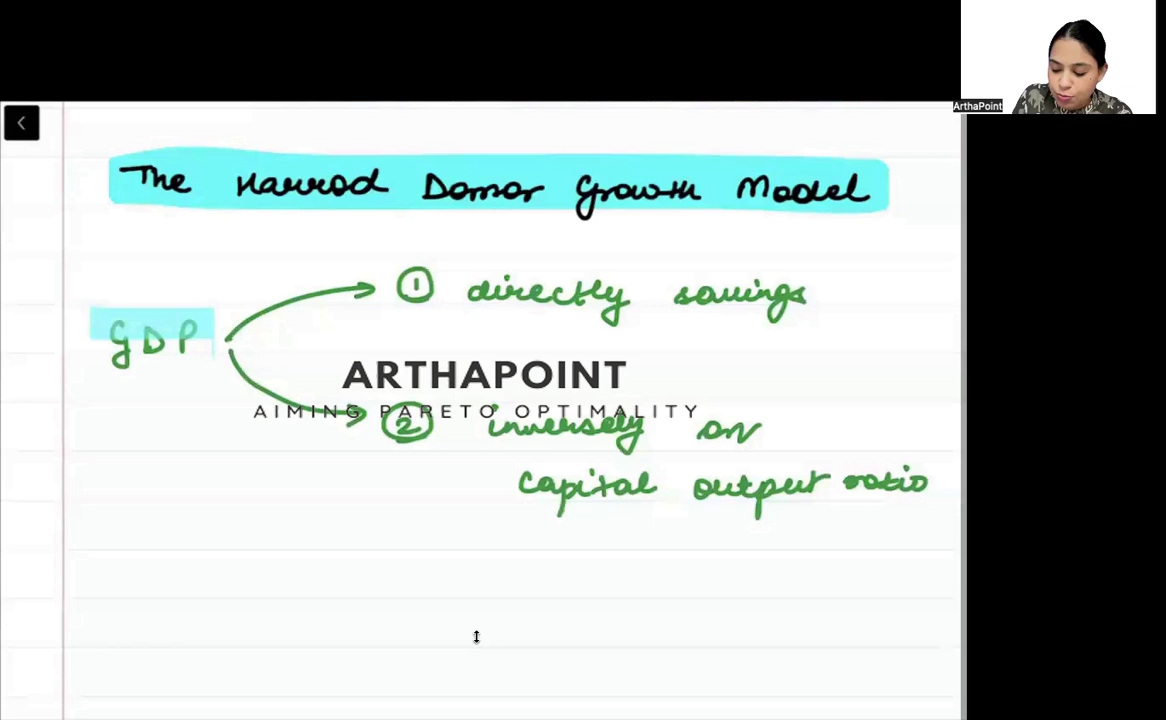 ArthaPoint
The Harrod Domar Growth Model
① directly savings
GDP
ARTHAPOINT
AIMING PARETO OPTIMALITY
② inversely on
capital output ratio